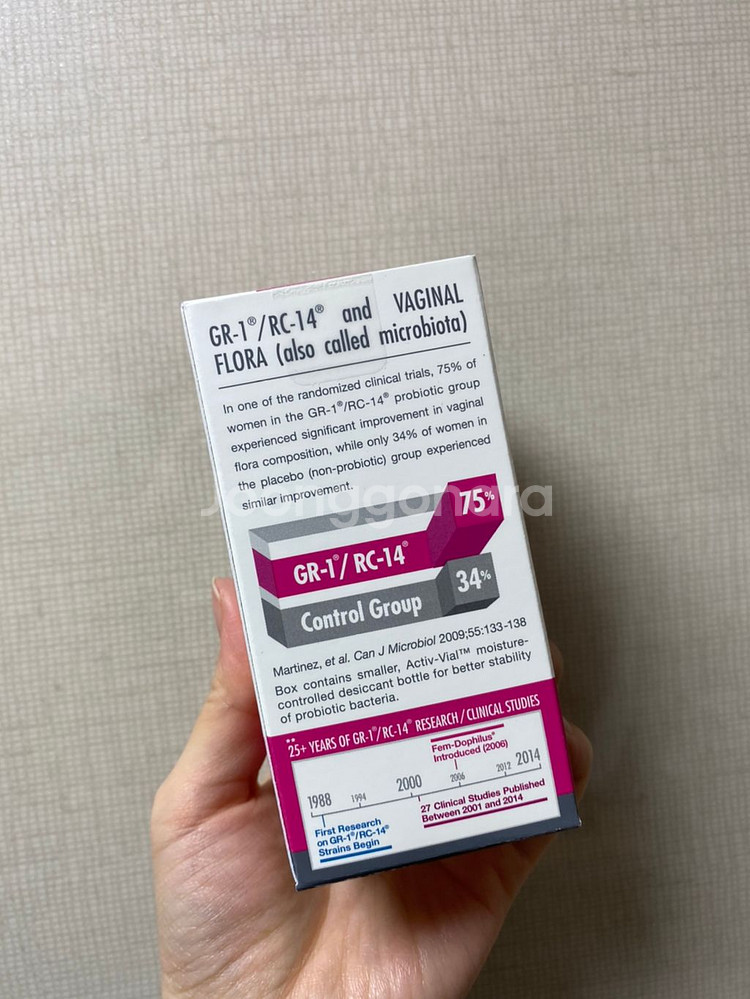 GR-1®/RC-14® and VAGINAL
FLORA (also called microbiota)
In one of the randomized clinical trials, 75% of
women in the GR-1®/RC-14® probiotic group
experienced significant improvement in vaginal
flora composition, while only 34% of women in
the placebo (non-probiotic) group experienced
similar improvement.
joonggonara
75%
GR-1®/RC-14®
34%
Control Group
Martinez, et al. Can J Microbiol 2009;55:133-138
Box contains smaller, Activ-Vial™ moisture-
controlled desiccant bottle for better stability
of probiotic bacteria.
**25+ YEARS OF GR-1®/RC-14® RESEARCH/CLINICAL STUDIES
Fem-Dophilus®
Introduced (2006)
1988 1994 2000 2006 2012 2014
First Research
on GR-1®/RC-14®
Strains Begin
27 Clinical Studies Published
Between 2001 and 2014